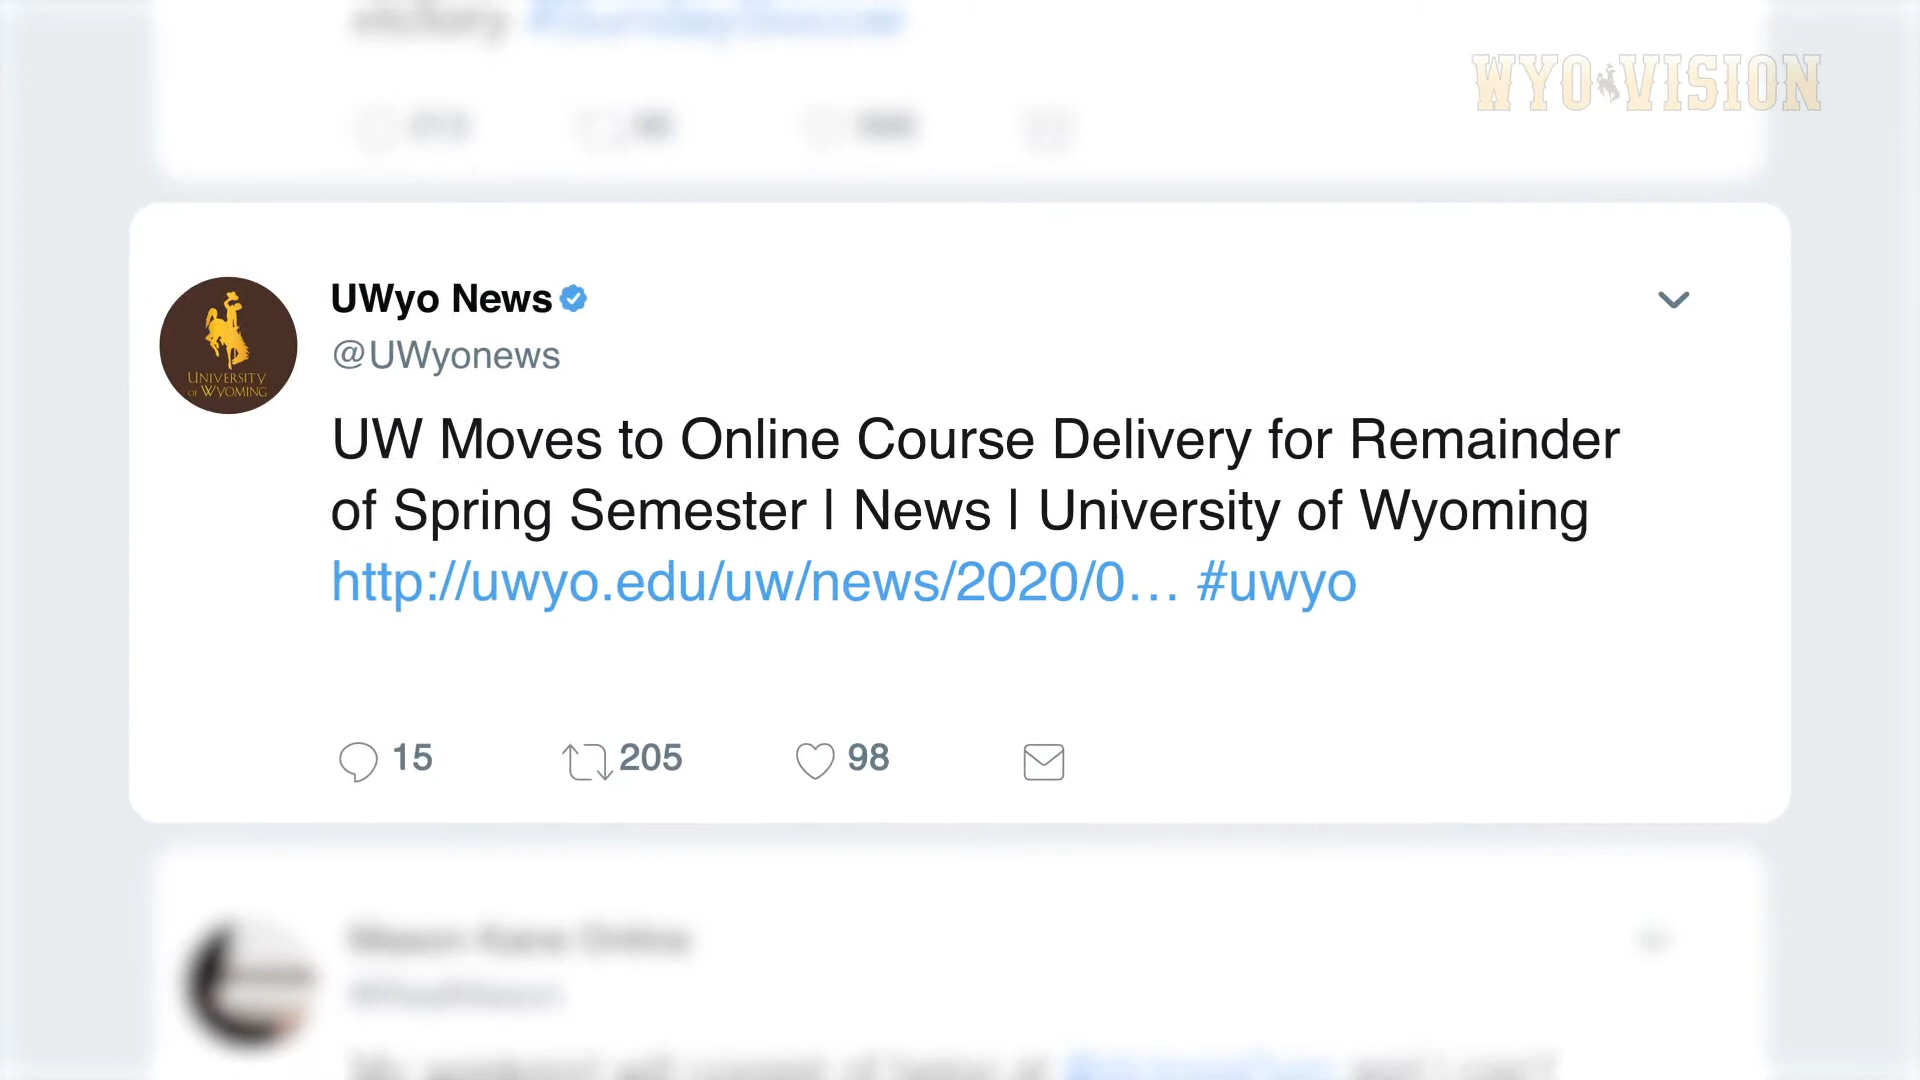 WYO VISION
UWyo News
@UWyonews
UNIVERSITY
OF WYOMING
UW Moves to Online Course Delivery for Remainder
of Spring Semester | News | University of Wyoming
http://uwyo.edu/uw/news/2020/0… #uwyo
15 205 98